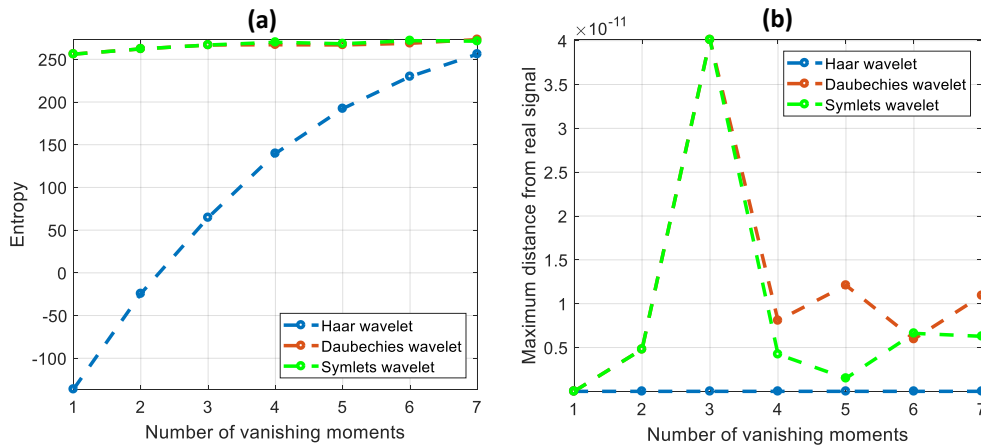 (a)
Entropy
250
200
150
100
50
0
-50
-100
1 2 3 4 5 6 7
Number of vanishing moments
Haar wavelet
Daubechies wavelet
Symlets wavelet
(b)
×10-11
Maximum distance from real signal
4
3.5
3
2.5
2
1.5
1
0.5
1 2 3 4 5 6 7
Number of vanishing moments
Haar wavelet
Daubechies wavelet
Symlets wavelet